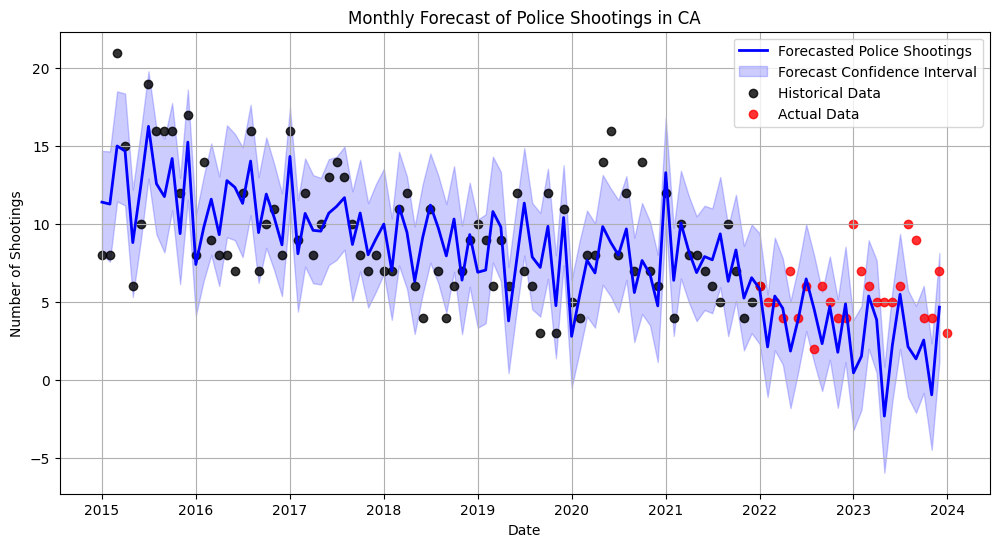 Monthly Forecast of Police Shootings in CA
Forecasted Police Shootings
Forecast Confidence Interval
Historical Data
Actual Data
Number of Shootings
20
15
10
5
0
−5
2015 2016 2017 2018 2019 2020 2021 2022 2023 2024
Date